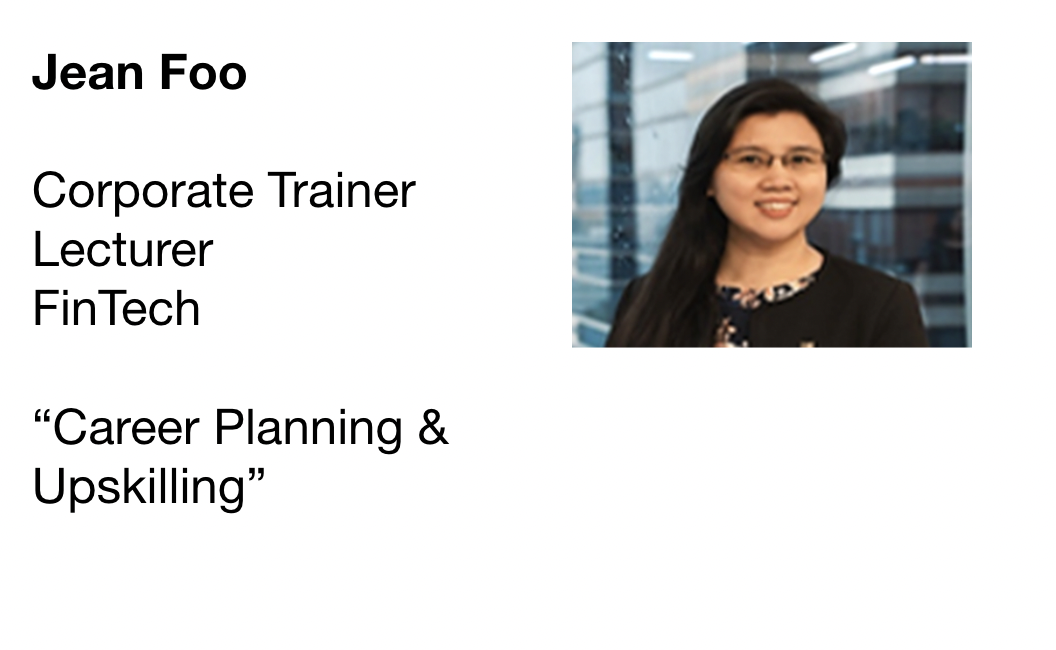 Jean Foo
Corporate Trainer
Lecturer
FinTech
“Career Planning &
Upskilling”